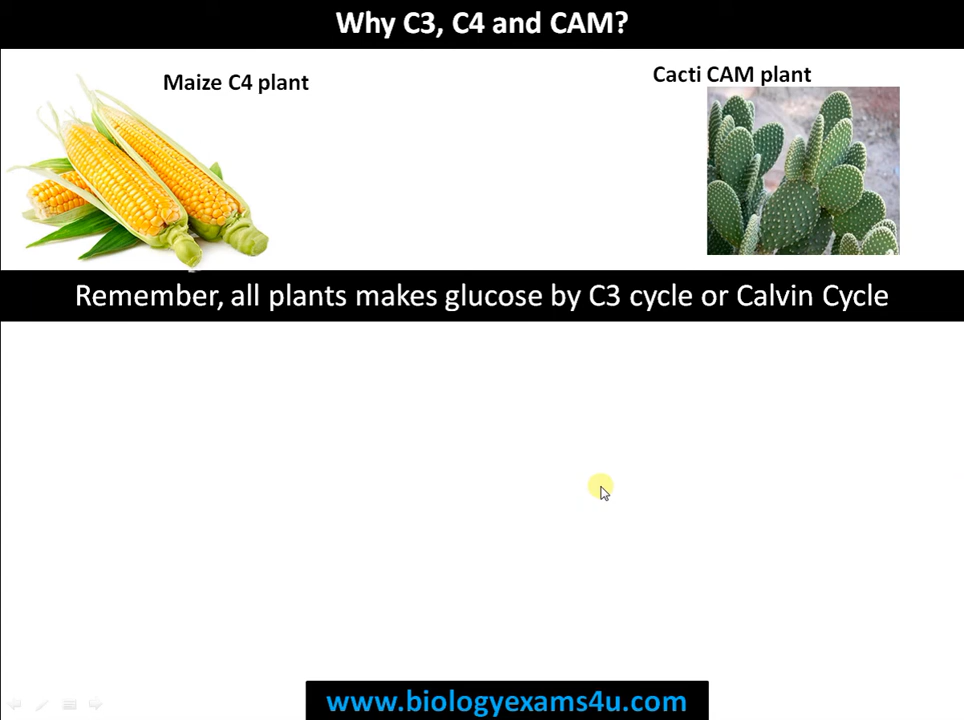 Why C3, C4 and CAM?
Maize C4 plant
Cacti CAM plant
Remember, all plants makes glucose by C3 cycle or Calvin Cycle
www.biologyexams4u.com